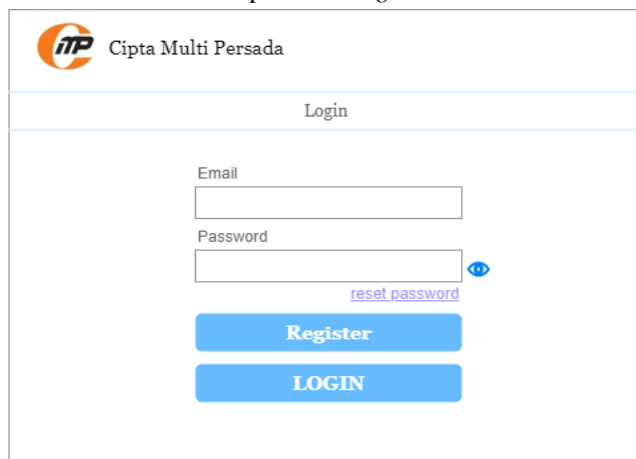 Cipta Multi Persada
Login
Email
Password
reset password
Register
LOGIN